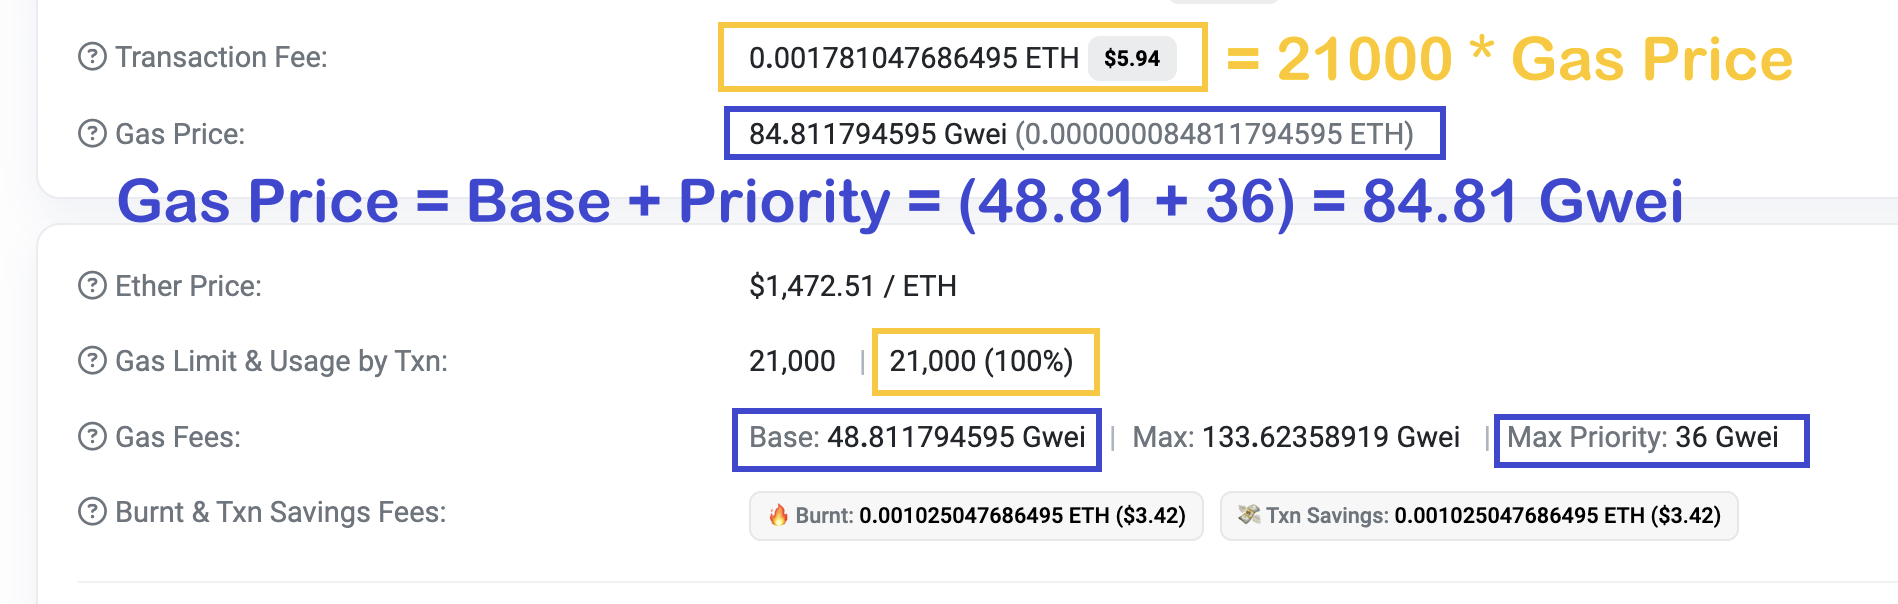 Transaction Fee: 0.001781047686495 ETH $5.94 = 21000 * Gas Price
Gas Price: 84.811794595 Gwei (0.000000084811794595 ETH)
Gas Price = Base + Priority = (48.81 + 36) = 84.81 Gwei
Ether Price: $1,472.51 / ETH
Gas Limit & Usage by Txn: 21,000 | 21,000 (100%)
Gas Fees: Base: 48.811794595 Gwei | Max: 133.62358919 Gwei | Max Priority: 36 Gwei
Burnt & Txn Savings Fees: 🔥 Burnt: 0.001025047686495 ETH ($3.42) 💸 Txn Savings: 0.001025047686495 ETH ($3.42)